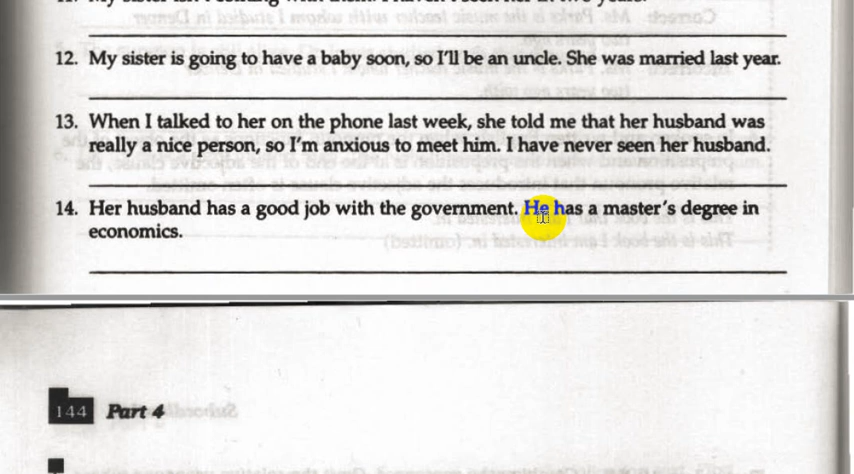 12. My sister is going to have a baby soon, so I'll be an uncle. She was married last year.
13. When I talked to her on the phone last week, she told me that her husband was
really a nice person, so I'm anxious to meet him. I have never seen her husband.
14. Her husband has a good job with the government. He has a master's degree in
economics.
144 Part 4